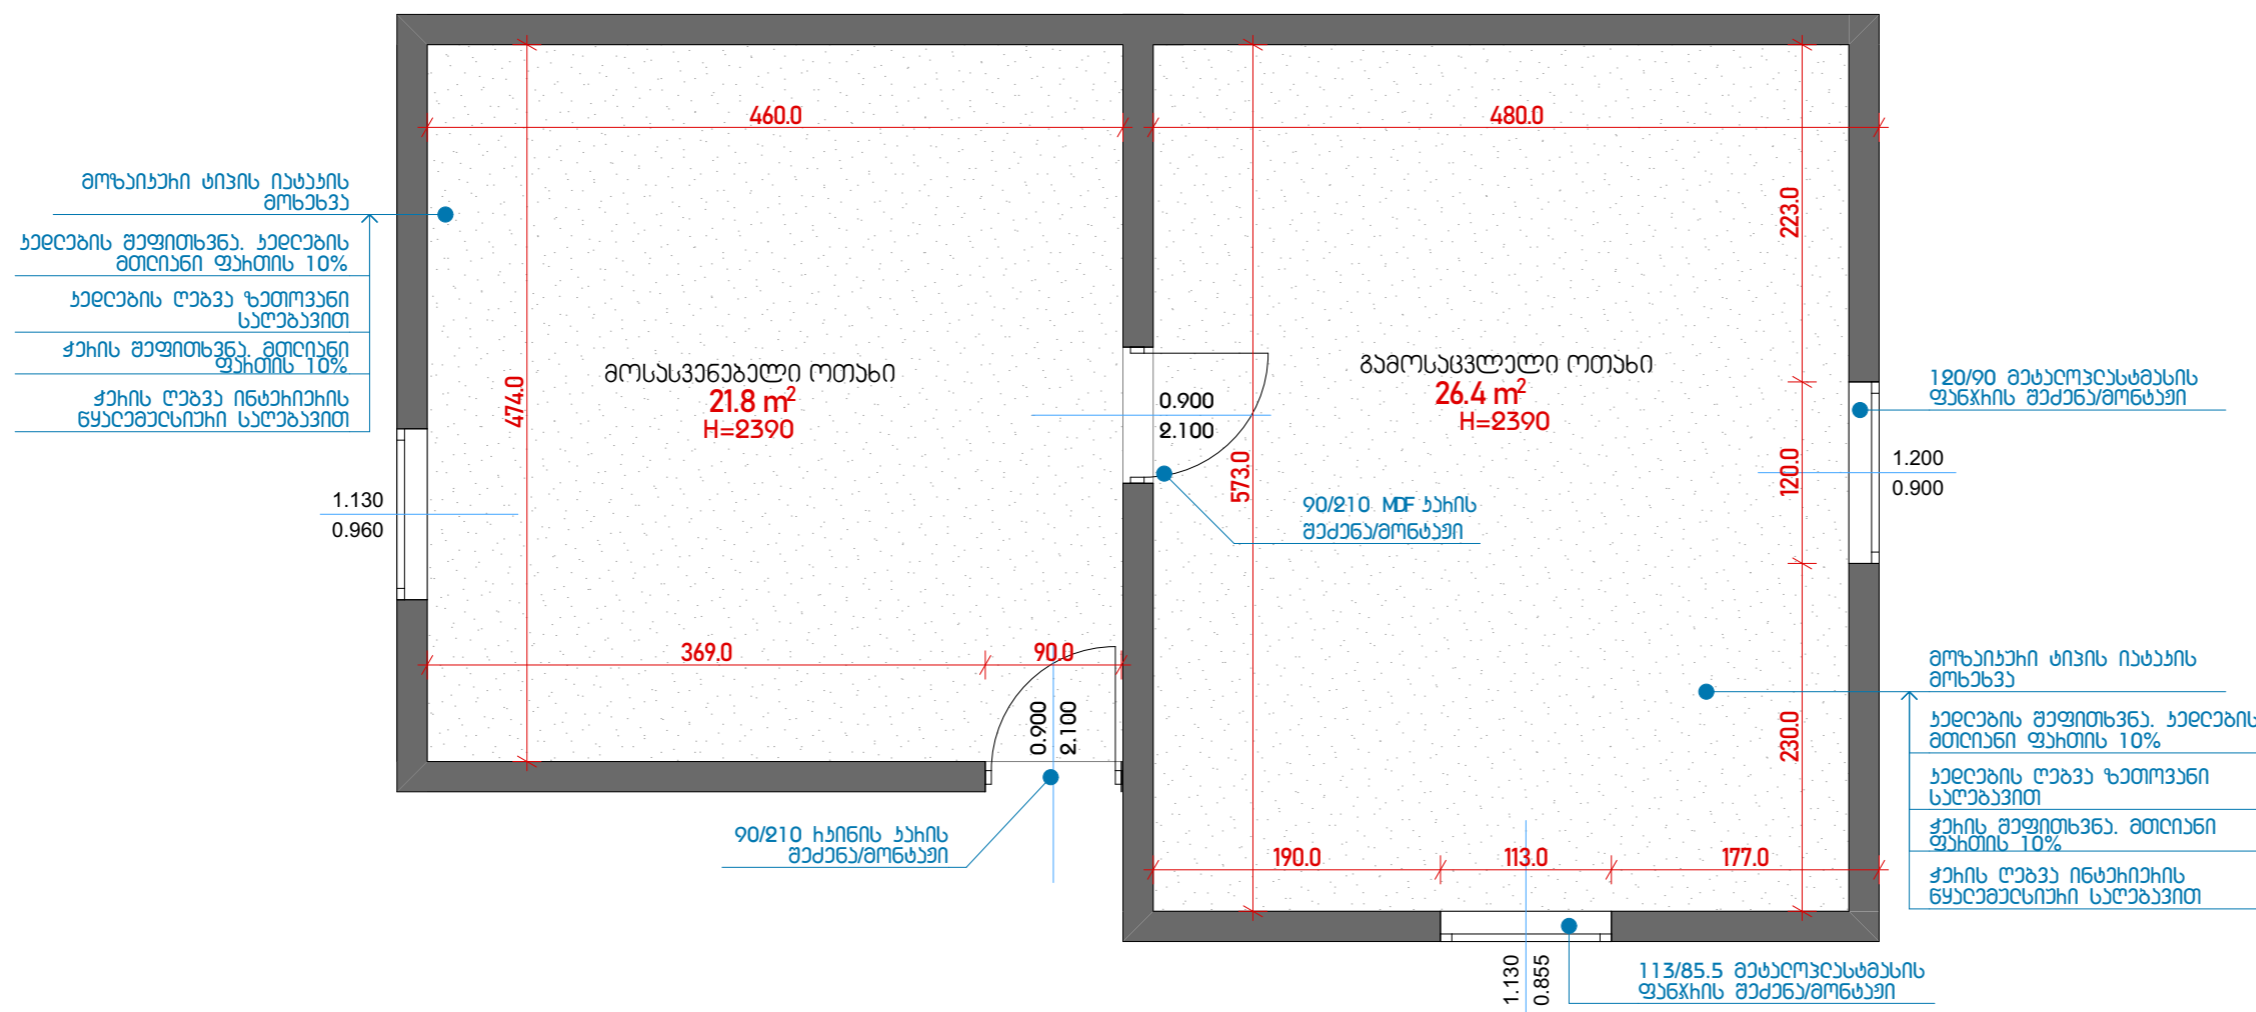 460.0
480.0
მოზაიკური ტიპის იატაკის
მოხეხვა
კედლების შეფითხვნა. კედლების
მთლიანი ფართის 10%
კედლების ღებვა ზეთოვანი
საღებავით
ჭერის შეფითხვნა. მთლიანი
ფართის 10%
ჭერის ღებვა ინტერიერის
წყალემულსიური საღებავით
223.0
474.0
მოსასვენებელი ოთახი
21.8 m²
H=2390
გამოსაცვლელი ოთახი
26.4 m²
H=2390
0.900
2.100
120/90 მეტალოპლასტმასის
ფანჯრის შეძენა/მონტაჟი
573.0
120.0
1.200
0.900
1.130
0.960
90/210 MDF კარის
შეძენა/მონტაჟი
369.0
90.0
0.900
2.100
230.0
მოზაიკური ტიპის იატაკის
მოხეხვა
კედლების შეფითხვნა. კედლების
მთლიანი ფართის 10%
კედლების ღებვა ზეთოვანი
საღებავით
ჭერის შეფითხვნა. მთლიანი
ფართის 10%
ჭერის ღებვა ინტერიერის
წყალემულსიური საღებავით
90/210 რკინის კარის
შეძენა/მონტაჟი
190.0
113.0
177.0
1.130
0.855
113/85.5 მეტალოპლასტმასის
ფანჯრის შეძენა/მონტაჟი